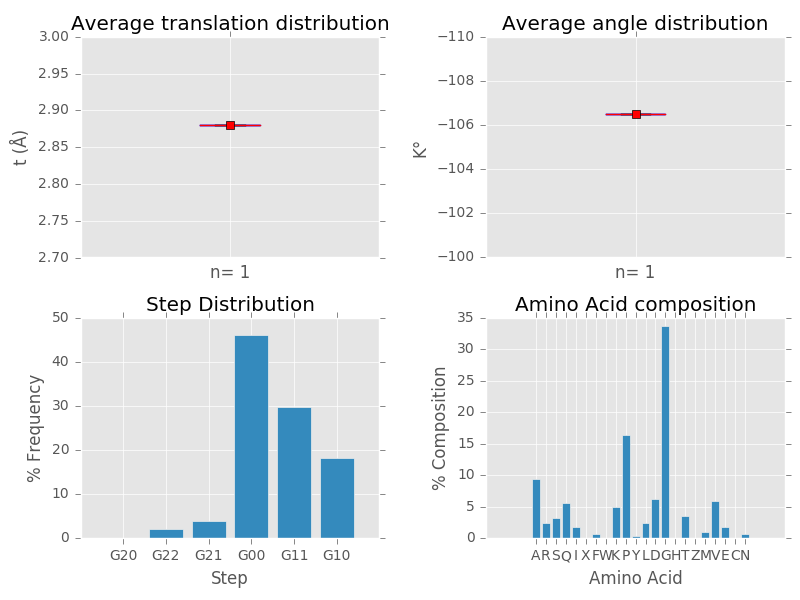 Average translation distribution
3.00
2.95
2.90
2.85
2.80
2.75
2.70
t (Å)
n= 1
Average angle distribution
−110
−108
−106
−104
−102
−100
K°
n= 1
Step Distribution
50
40
30
20
10
0
% Frequency
G20 G22 G21 G00 G11 G10
Step
Amino Acid composition
35
30
25
20
15
10
5
0
% Composition
A R S Q I X F W K P Y L D G H T Z M V E C N
Amino Acid